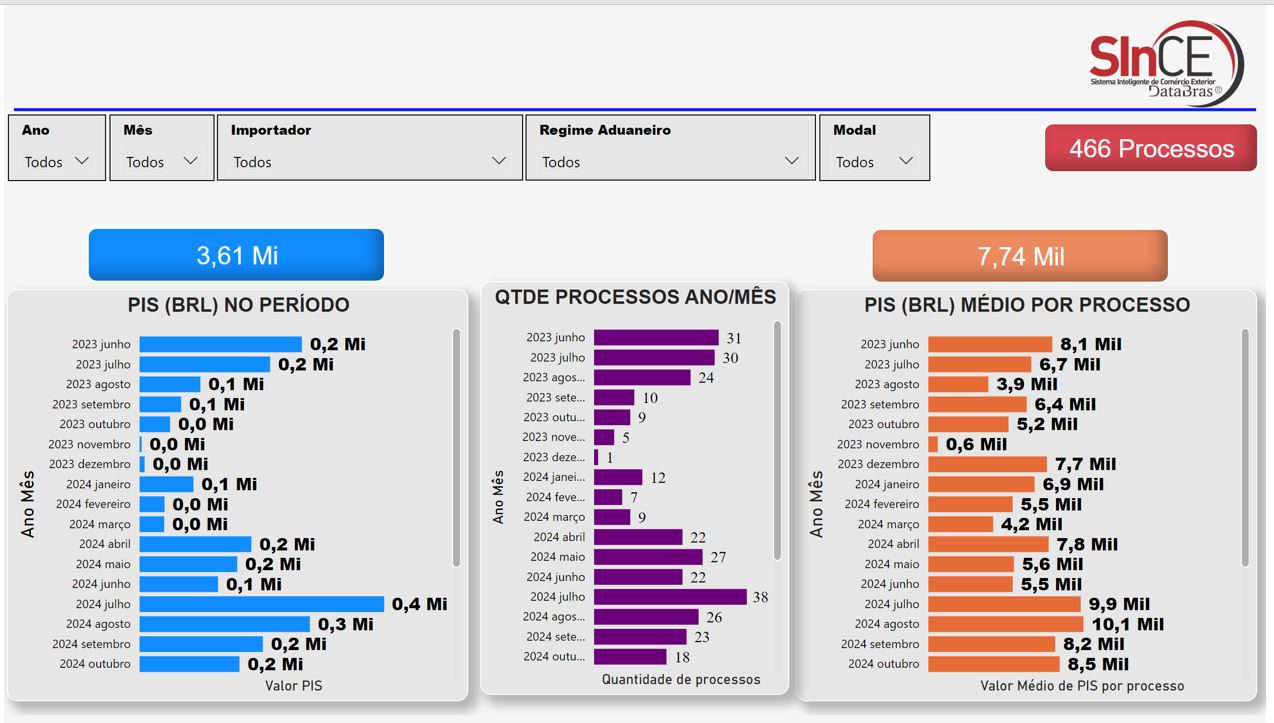 SInCE
Sistema Inteligente de Comércio Exterior
DataBras®
Ano
Todos
Mês
Todos
Importador
Todos
Regime Aduaneiro
Todos
Modal
Todos
466 Processos
3,61 Mi
7,74 Mil
PIS (BRL) NO PERÍODO
Ano Mês
2023 junho 0,2 Mi
2023 julho 0,2 Mi
2023 agosto 0,1 Mi
2023 setembro 0,1 Mi
2023 outubro 0,0 Mi
2023 novembro 0,0 Mi
2023 dezembro 0,0 Mi
2024 janeiro 0,1 Mi
2024 fevereiro 0,0 Mi
2024 março 0,0 Mi
2024 abril 0,2 Mi
2024 maio 0,2 Mi
2024 junho 0,1 Mi
2024 julho 0,4 Mi
2024 agosto 0,3 Mi
2024 setembro 0,2 Mi
2024 outubro 0,2 Mi
Valor PIS
QTDE PROCESSOS ANO/MÊS
Ano Mês
2023 junho 31
2023 julho 30
2023 agos... 24
2023 sete... 10
2023 outu... 9
2023 nove... 5
2023 deze... 1
2024 janei... 12
2024 feve... 7
2024 março 9
2024 abril 22
2024 maio 27
2024 junho 22
2024 julho 38
2024 agos... 26
2024 sete... 23
2024 outu... 18
Quantidade de processos
PIS (BRL) MÉDIO POR PROCESSO
Ano Mês
2023 junho 8,1 Mil
2023 julho 6,7 Mil
2023 agosto 3,9 Mil
2023 setembro 6,4 Mil
2023 outubro 5,2 Mil
2023 novembro 0,6 Mil
2023 dezembro 7,7 Mil
2024 janeiro 6,9 Mil
2024 fevereiro 5,5 Mil
2024 março 4,2 Mil
2024 abril 7,8 Mil
2024 maio 5,6 Mil
2024 junho 5,5 Mil
2024 julho 9,9 Mil
2024 agosto 10,1 Mil
2024 setembro 8,2 Mil
2024 outubro 8,5 Mil
Valor Médio de PIS por processo